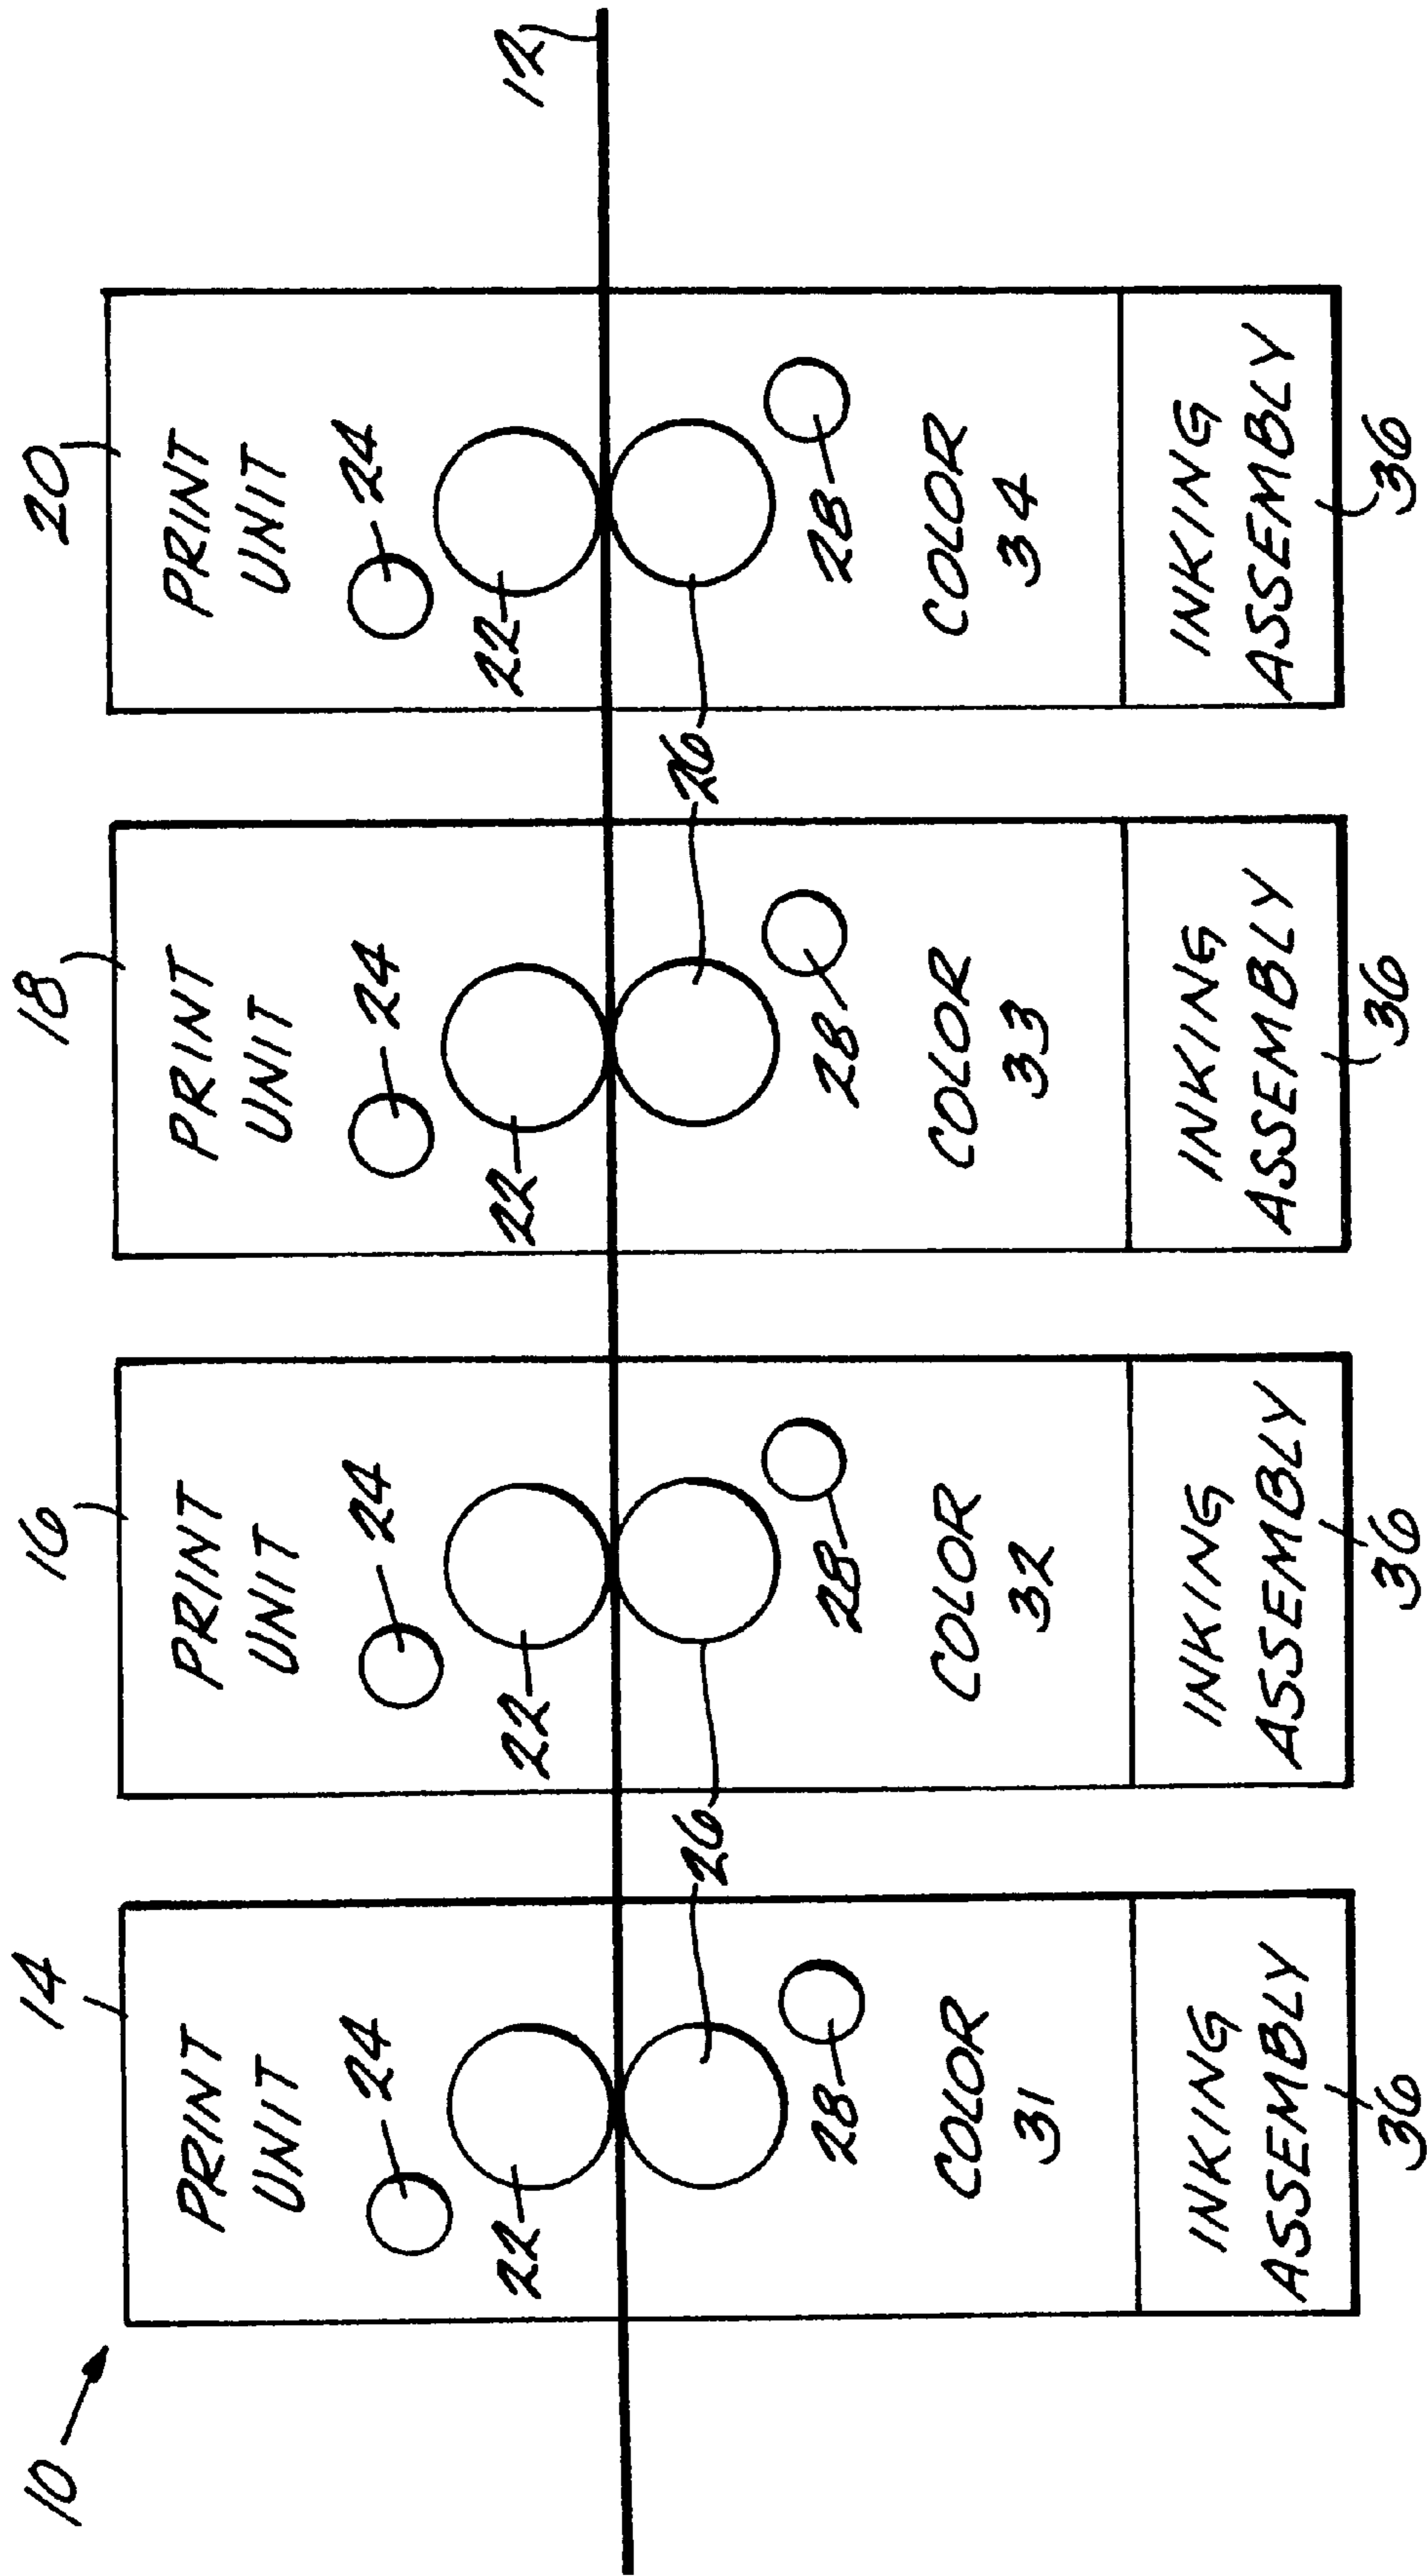 10
14
PRINT
UNIT
24
22
26
28
COLOR
31
INKING
ASSEMBLY
36
16
PRINT
UNIT
24
22
28
COLOR
32
INKING
ASSEMBLY
36
18
PRINT
UNIT
24
22
26
28
COLOR
33
INKING
ASSEMBLY
36
20
PRINT
UNIT
24
22
28
COLOR
34
INKING
ASSEMBLY
36
12